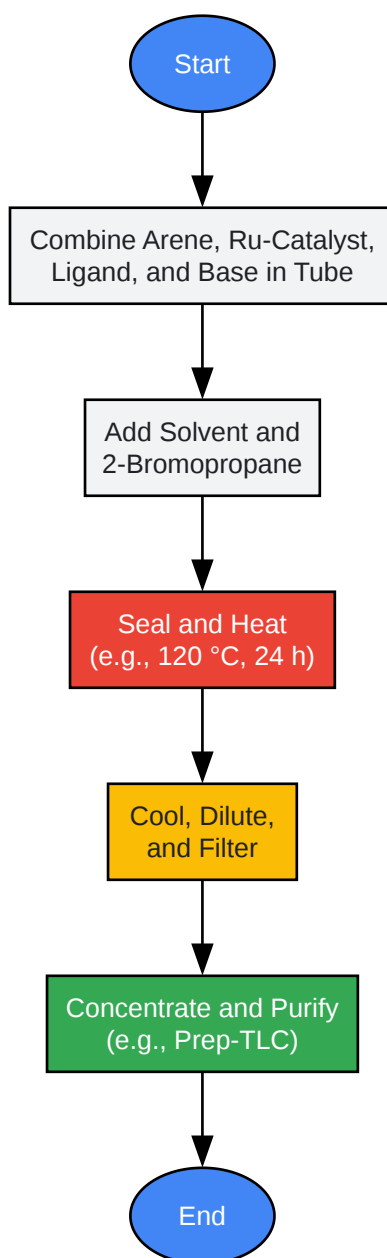 Start
Combine Arene, Ru-Catalyst,
Ligand, and Base in Tube
Add Solvent and
2-Bromopropane
Seal and Heat
(e.g., 120 °C, 24 h)
Cool, Dilute,
and Filter
Concentrate and Purify
(e.g., Prep-TLC)
End